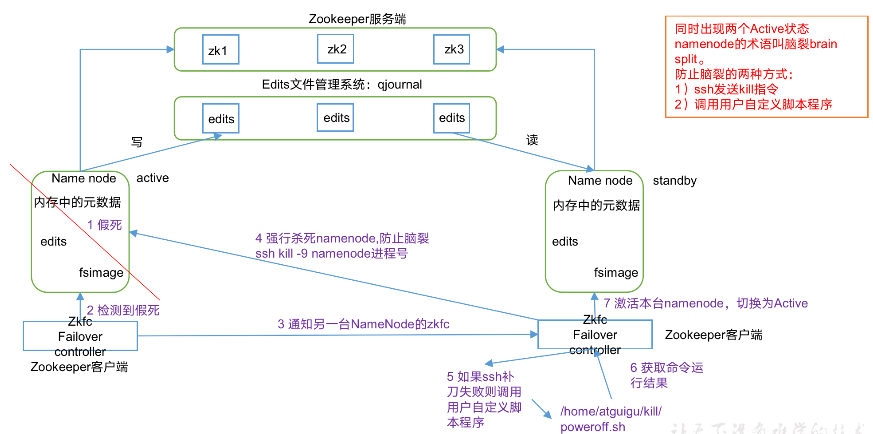 Zookeeper服务端
zk1
zk2
zk3
Edits文件管理系统：qjournal
edits
edits
edits
写
读
同时出现两个Active状态
namenode的术语叫脑裂brain
split。
防止脑裂的两种方式：
1）ssh发送kill指令
2）调用用户自定义脚本程序
Name node
active
内存中的元数据
1 假死
edits
fsimage
2 检测到假死
Zkfc
Failover
controller
Zookeeper客户端
3 通知另一台NameNode的zkfc
4 强行杀死namenode,防止脑裂
ssh kill -9 namenode进程号
Name node
standby
内存中的元数据
edits
fsimage
7 激活本台namenode，切换为Active
Zkfc
Failover
controller
Zookeeper客户端
5 如果ssh补
刀失败则调用
用户自定义脚
本程序
6 获取命令运
行结果
/home/atguigu/kill/
poweroff.sh